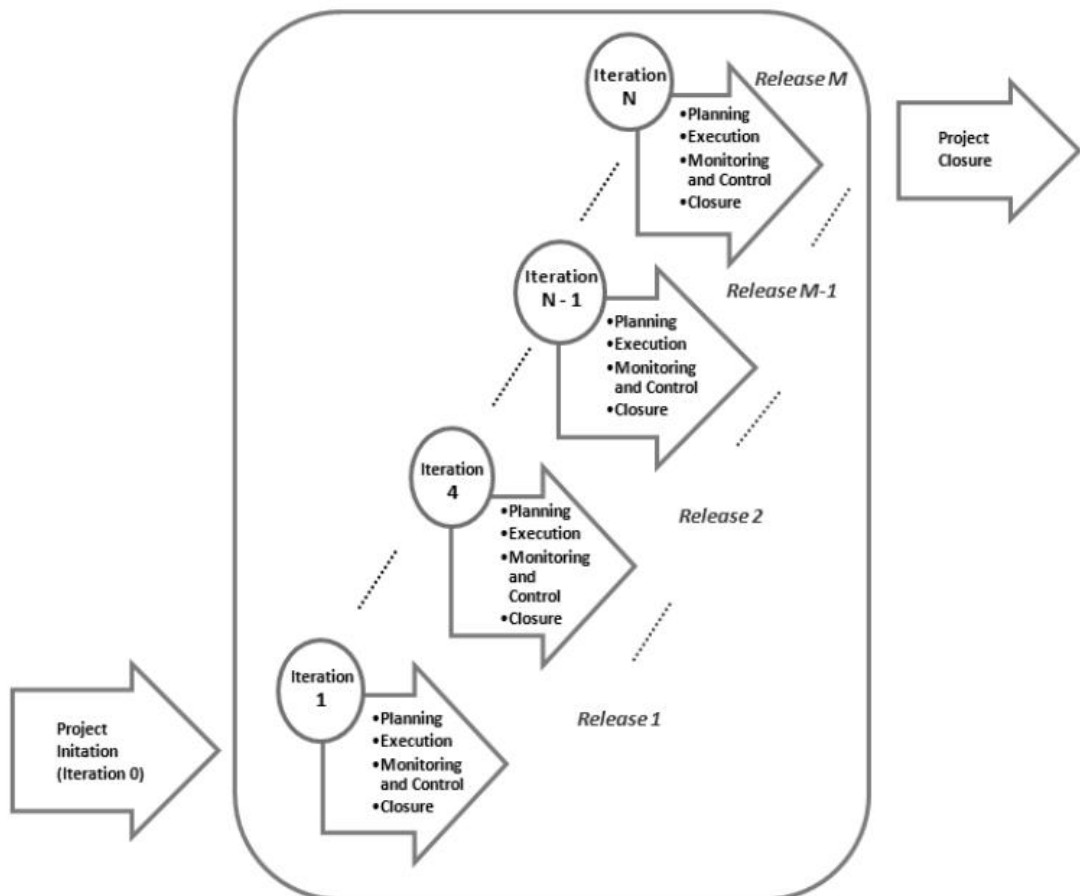 Iteration
N
Release M
•Planning
•Execution
•Monitoring
and Control
•Closure
Project
Closure
Iteration
N - 1
Release M-1
•Planning
•Execution
•Monitoring
and Control
•Closure
Iteration
4
•Planning
•Execution
•Monitoring
and
Control
•Closure
Release 2
Iteration
1
•Planning
•Execution
•Monitoring
and Control
•Closure
Release 1
Project
Initation
(Iteration 0)